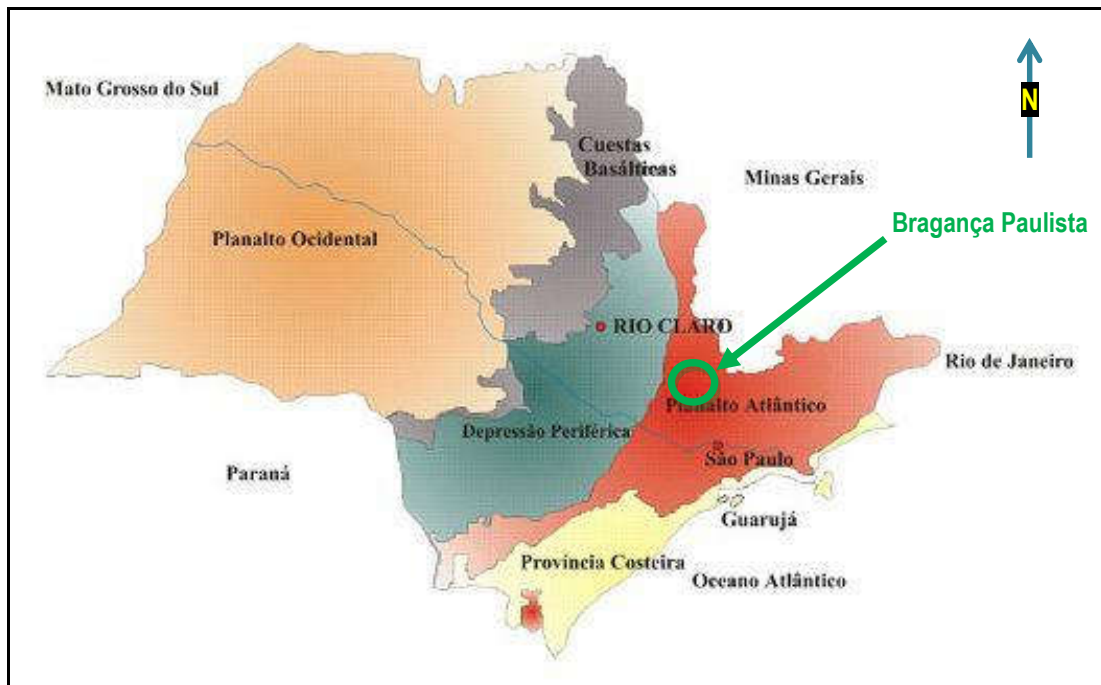 N
Mato Grosso do Sul
Cuestas
Basálticas
Minas Gerais
Bragança Paulista
Planalto Ocidental
RIO CLARO
Rio de Janeiro
Planalto Atlântico
Depressão Periférica
São Paulo
Paraná
Guarujá
Província Costeira
Oceano Atlântico